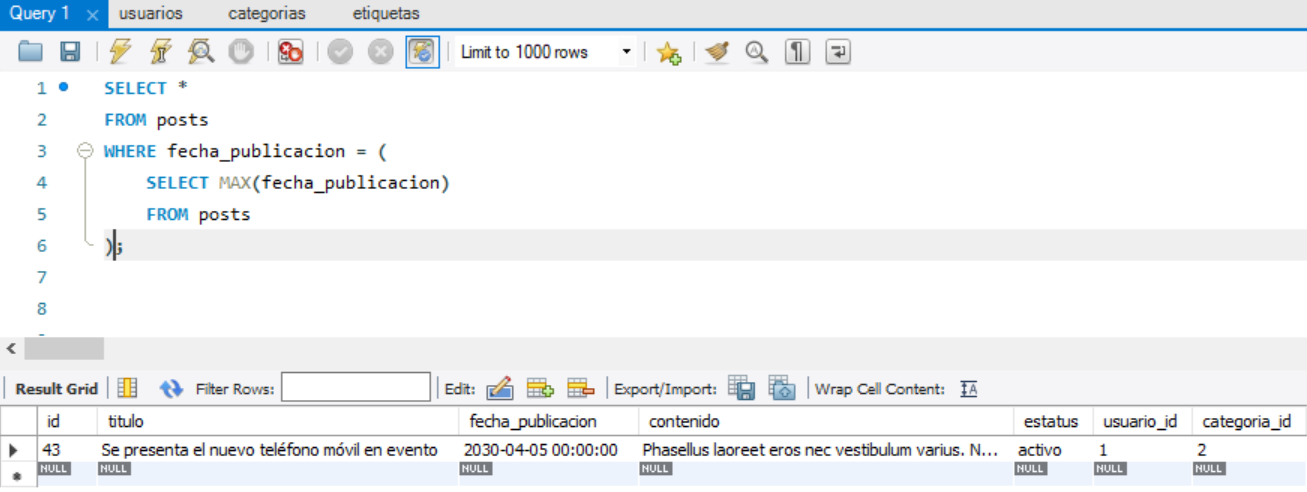 Query 1 usuarios categorias etiquetas
Limit to 1000 rows
1 SELECT *
2 FROM posts
3 WHERE fecha_publicacion = (
4 SELECT MAX(fecha_publicacion)
5 FROM posts
6 );
7
8
Result Grid Filter Rows: Edit: Export/Import: Wrap Cell Content:
id titulo fecha_publicacion contenido estatus usuario_id categoria_id
43 Se presenta el nuevo teléfono móvil en evento 2030-04-05 00:00:00 Phasellus laoreet eros nec vestibulum varius. N... activo 1 2
NULL NULL NULL NULL NULL NULL NULL